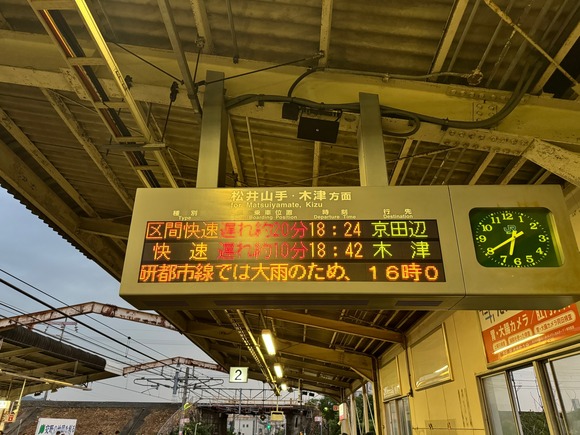 松井山手・木津 方面
for Matsuiyamate, Kizu
種 別 乗車位置 時 刻 行先
Type Boarding Position Departure Time Destination
区間快速 遅れ約20分 18:24 京田辺
快 速 遅れ約10分 18:42 木 津
研都市線では大雨のため、16時0
2